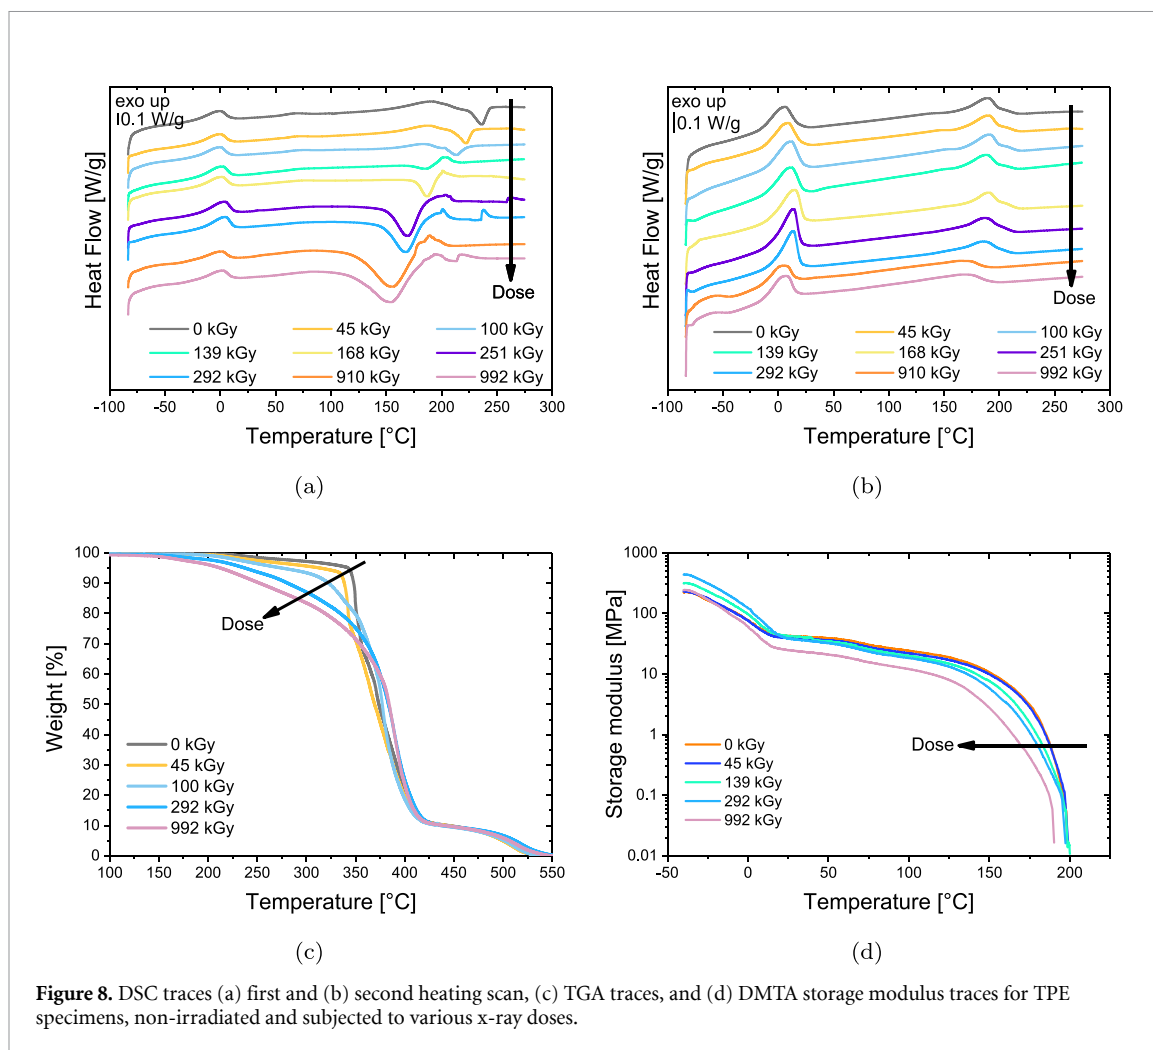 exo up
0.1 W/g
Heat Flow [W/g]
Dose
0 kGy 45 kGy 100 kGy
139 kGy 168 kGy 251 kGy
292 kGy 910 kGy 992 kGy
-100 -50 0 50 100 150 200 250 300
Temperature [°C]
(a)
exo up
0.1 W/g
Heat Flow [W/g]
Dose
0 kGy 45 kGy 100 kGy
139 kGy 168 kGy 251 kGy
292 kGy 910 kGy 992 kGy
-100 -50 0 50 100 150 200 250 300
Temperature [°C]
(b)
100
90
80
70
60
50
40
30
20
10
0
Weight [%]
Dose
0 kGy
45 kGy
100 kGy
292 kGy
992 kGy
100 150 200 250 300 350 400 450 500 550
Temperature [°C]
(c)
1000
100
10
1
0.1
0.01
Storage modulus [MPa]
Dose
0 kGy
45 kGy
139 kGy
292 kGy
992 kGy
0 50 100 150 200
Temperature [°C]
(d)
Figure 8. DSC traces (a) first and (b) second heating scan, (c) TGA traces, and (d) DMTA storage modulus traces for TPE
specimens, non-irradiated and subjected to various x-ray doses.